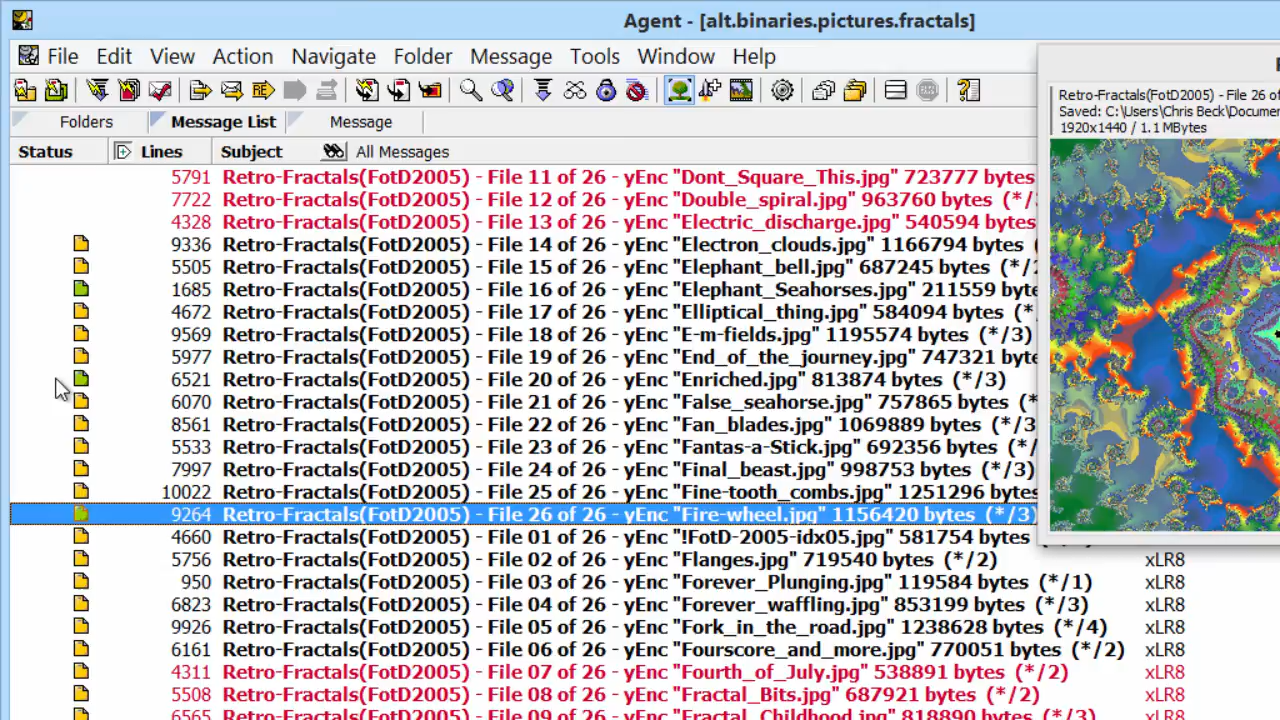 Agent - [alt.binaries.pictures.fractals]
File Edit View Action Navigate Folder Message Tools Window Help
Folders Message List Message
Status Lines Subject All Messages
5791 Retro-Fractals(FotD2005) - File 11 of 26 - yEnc "Dont_Square_This.jpg" 723777 bytes
7722 Retro-Fractals(FotD2005) - File 12 of 26 - yEnc "Double_spiral.jpg" 963760 bytes (*/
4328 Retro-Fractals(FotD2005) - File 13 of 26 - yEnc "Electric_discharge.jpg" 540594 bytes
9336 Retro-Fractals(FotD2005) - File 14 of 26 - yEnc "Electron_clouds.jpg" 1166794 bytes
5505 Retro-Fractals(FotD2005) - File 15 of 26 - yEnc "Elephant_bell.jpg" 687245 bytes (*/2
1685 Retro-Fractals(FotD2005) - File 16 of 26 - yEnc "Elephant_Seahorses.jpg" 211559 byte
4672 Retro-Fractals(FotD2005) - File 17 of 26 - yEnc "Elliptical_thing.jpg" 584094 bytes (*
9569 Retro-Fractals(FotD2005) - File 18 of 26 - yEnc "E-m-fields.jpg" 1195574 bytes (*/3)
5977 Retro-Fractals(FotD2005) - File 19 of 26 - yEnc "End_of_the_journey.jpg" 747321 byt
6521 Retro-Fractals(FotD2005) - File 20 of 26 - yEnc "Enriched.jpg" 813874 bytes (*/3)
6070 Retro-Fractals(FotD2005) - File 21 of 26 - yEnc "False_seahorse.jpg" 757865 bytes (*
8561 Retro-Fractals(FotD2005) - File 22 of 26 - yEnc "Fan_blades.jpg" 1069889 bytes (*/3
5533 Retro-Fractals(FotD2005) - File 23 of 26 - yEnc "Fantas-a-Stick.jpg" 692356 bytes (*/
7997 Retro-Fractals(FotD2005) - File 24 of 26 - yEnc "Final_beast.jpg" 998753 bytes (*/3)
10022 Retro-Fractals(FotD2005) - File 25 of 26 - yEnc "Fine-tooth_combs.jpg" 1251296 bytes
9264 Retro-Fractals(FotD2005) - File 26 of 26 - yEnc "Fire-wheel.jpg" 1156420 bytes (*/3)
4660 Retro-Fractals(FotD2005) - File 01 of 26 - yEnc "!FotD-2005-idx05.jpg" 581754 bytes
5756 Retro-Fractals(FotD2005) - File 02 of 26 - yEnc "Flanges.jpg" 719540 bytes (*/2) xLR8
950 Retro-Fractals(FotD2005) - File 03 of 26 - yEnc "Forever_Plunging.jpg" 119584 bytes (*/1) xLR8
6823 Retro-Fractals(FotD2005) - File 04 of 26 - yEnc "Forever_waffling.jpg" 853199 bytes (*/3) xLR8
9926 Retro-Fractals(FotD2005) - File 05 of 26 - yEnc "Fork_in_the_road.jpg" 1238628 bytes (*/4) xLR8
6161 Retro-Fractals(FotD2005) - File 06 of 26 - yEnc "Fourscore_and_more.jpg" 770051 bytes (*/2) xLR8
4311 Retro-Fractals(FotD2005) - File 07 of 26 - yEnc "Fourth_of_July.jpg" 538891 bytes (*/2) xLR8
5508 Retro-Fractals(FotD2005) - File 08 of 26 - yEnc "Fractal_Bits.jpg" 687921 bytes (*/2) xLR8
6565 Retro-Fractals(FotD2005) - File 09 of 26 - yEnc "Fractal_Childhood.jpg" 818890 bytes (*/3) xLR8
Retro-Fractals(FotD2005) - File 26 of
Saved: C:\Users\Chris Beck\Documen
1920x1440 / 1.1 MBytes